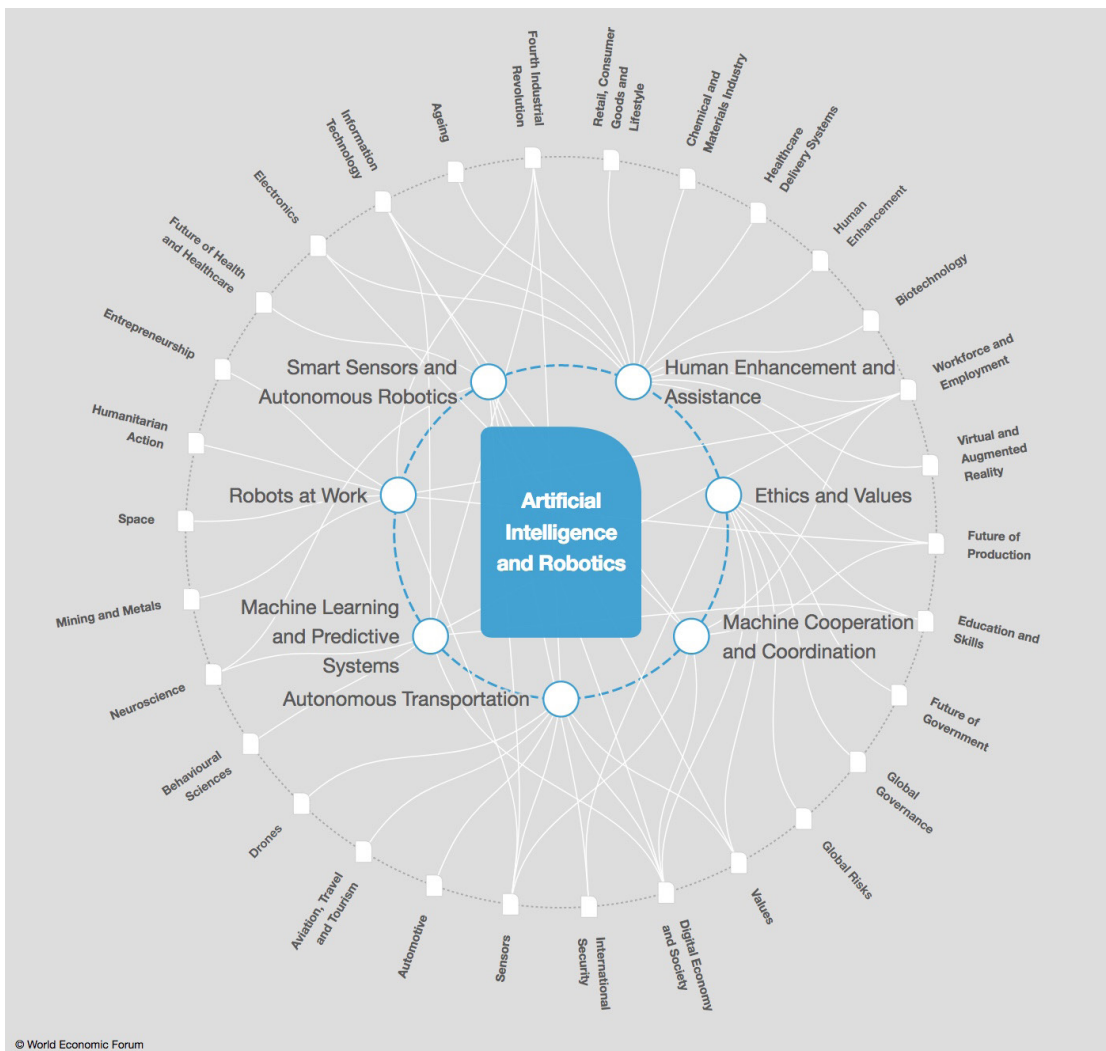 Fourth Industrial
Revolution
Retail, Consumer
Goods and
Lifestyle
Chemical and
Materials Industry
Healthcare
Delivery Systems
Human
Enhancement
Biotechnology
Workforce and
Employment
Virtual and
Augmented
Reality
Future of
Production
Education and
Skills
Future of
Government
Global
Governance
Global Risks
Values
Digital Economy
and Society
International
Security
Sensors
Automotive
Aviation, Travel
and Tourism
Drones
Behavioural
Sciences
Neuroscience
Mining and Metals
Space
Humanitarian
Action
Entrepreneurship
Future of Health
and Healthcare
Electronics
Information
Technology
Ageing
Smart Sensors and
Autonomous Robotics
Human Enhancement and
Assistance
Robots at Work
Ethics and Values
Artificial
Intelligence
and Robotics
Machine Learning
and Predictive
Systems
Machine Cooperation
and Coordination
Autonomous Transportation
© World Economic Forum